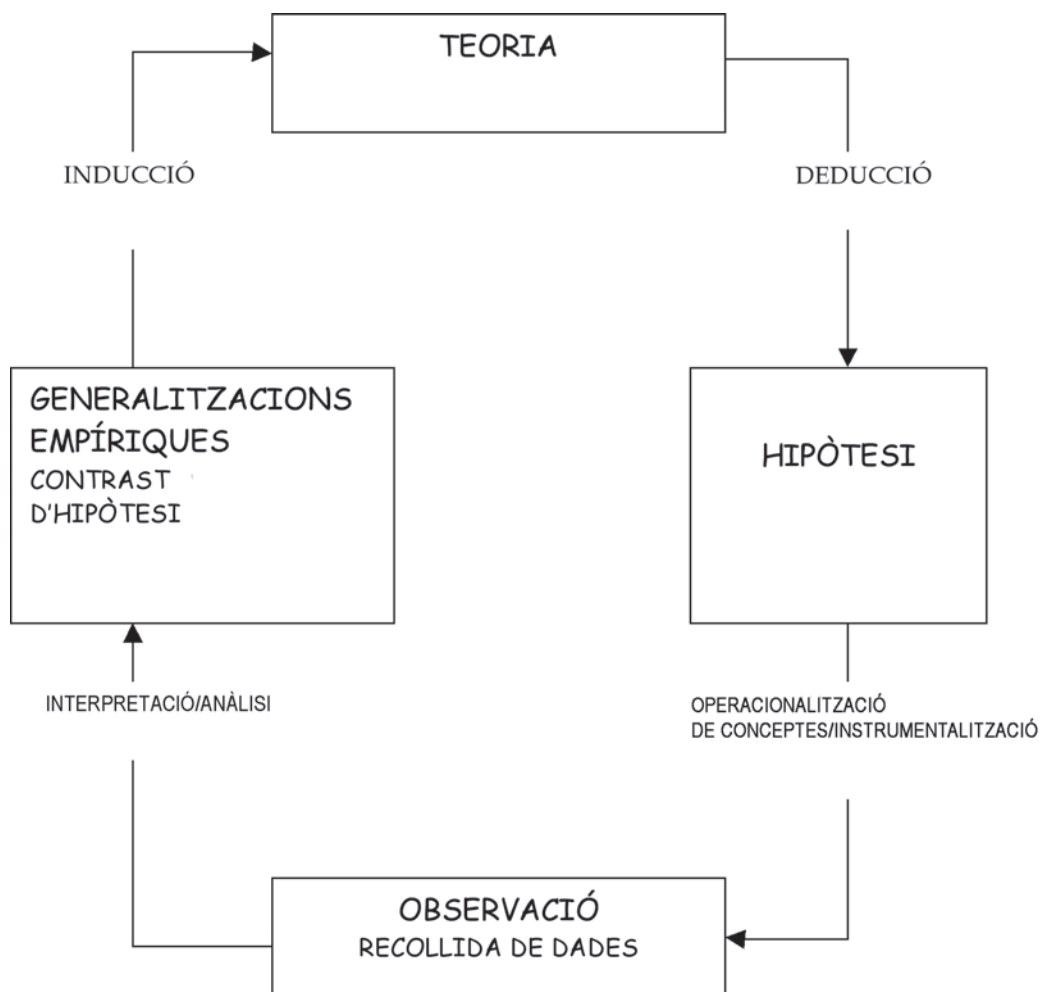 TEORIA
INDUCCIÓ
DEDUCCIÓ
GENERALITZACIONS
EMPÍRIQUES
CONTRAST
D'HIPÒTESI
HIPÒTESI
INTERPRETACIÓ/ANÀLISI
OPERACIONALITZACIÓ
DE CONCEPTES/INSTRUMENTALITZACIÓ
OBSERVACIÓ
RECOLLIDA DE DADES